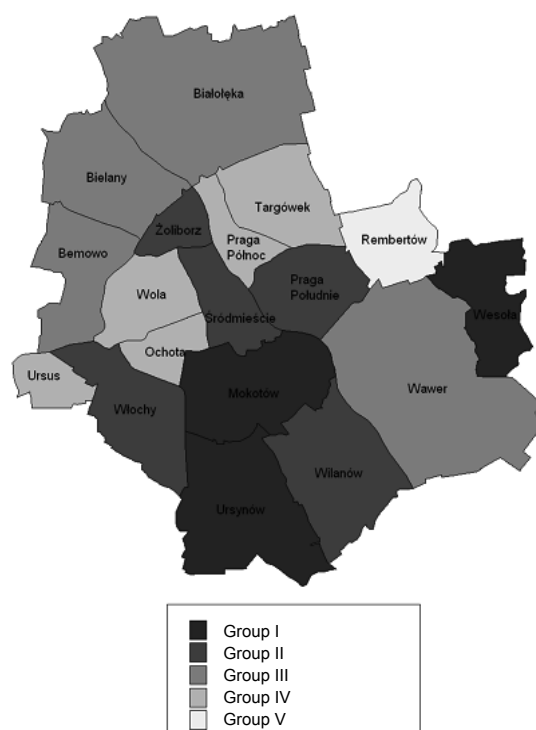 Białołęka
Bielany
Targówek
Żoliborz
Rembertów
Praga
Północ
Bemowo
Praga
Południe
Wola
Śródmieście
Wesoła
Ochota
Ursus
Wawer
Mokotów
Włochy
Wilanów
Ursynów
Group I
Group II
Group III
Group IV
Group V